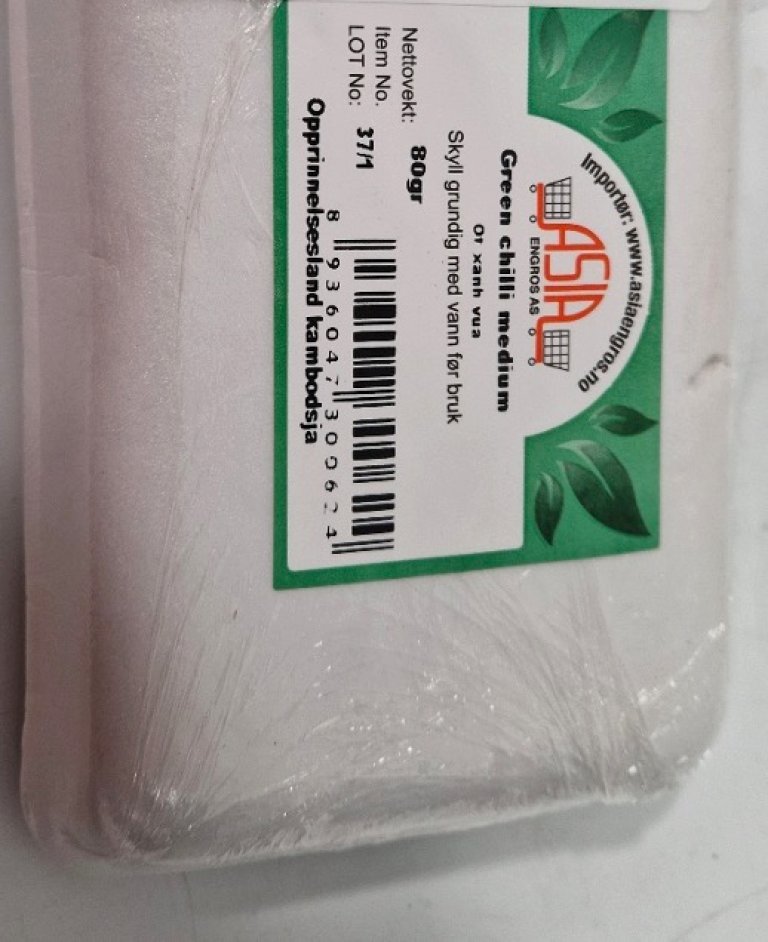 Importør: www.asiaengros.no
ASIA
ENGROS AS
Green chilli medium
Ot xanh vua
Skyll grundig med vann før bruk
Nettovekt: 80gr
Item No.
LOT No: 37/1
8 936047 300624
Opprinnelsesland kambodsja